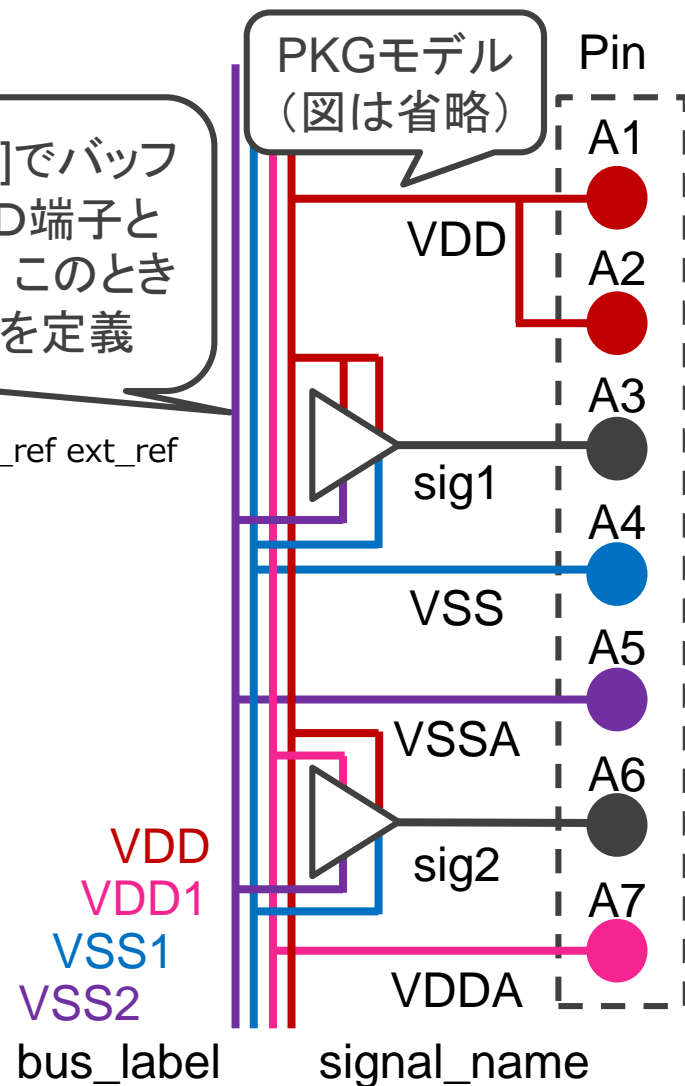 PKGモデル
（図は省略）
Pin
]でバッフ
D端子と
このとき
を定義
_ref ext_ref
A1
VDD
A2
A3
sig1
A4
VSS
A5
VSSA
A6
sig2
A7
VDDA
VDD
VDD1
VSS1
VSS2
bus_label
signal_name